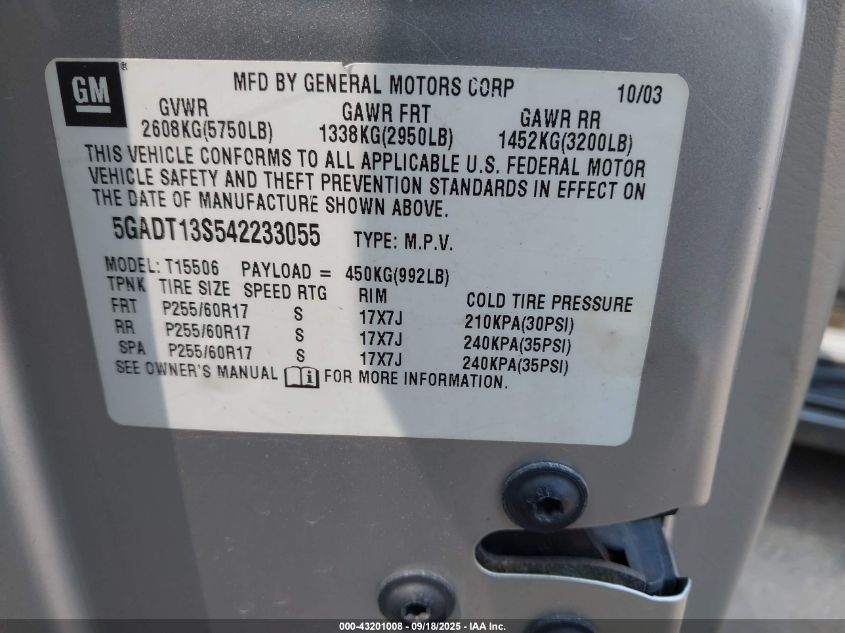 GM
MFD BY GENERAL MOTORS CORP 10/03
GVWR GAWR FRT GAWR RR
2608KG(5750LB) 1338KG(2950LB) 1452KG(3200LB)
THIS VEHICLE CONFORMS TO ALL APPLICABLE U.S. FEDERAL MOTOR
VEHICLE SAFETY AND THEFT PREVENTION STANDARDS IN EFFECT ON
THE DATE OF MANUFACTURE SHOWN ABOVE.
5GADT13S542233055 TYPE: M.P.V.
MODEL: T15506 PAYLOAD = 450KG(992LB)
TPNK TIRE SIZE SPEED RTG RIM COLD TIRE PRESSURE
FRT P255/60R17 S 17X7J 210KPA(30PSI)
RR P255/60R17 S 17X7J 240KPA(35PSI)
SPA P255/60R17 S 17X7J 240KPA(35PSI)
SEE OWNER'S MANUAL i FOR MORE INFORMATION.
000-43201008 - 09/18/2025 - IAA Inc.